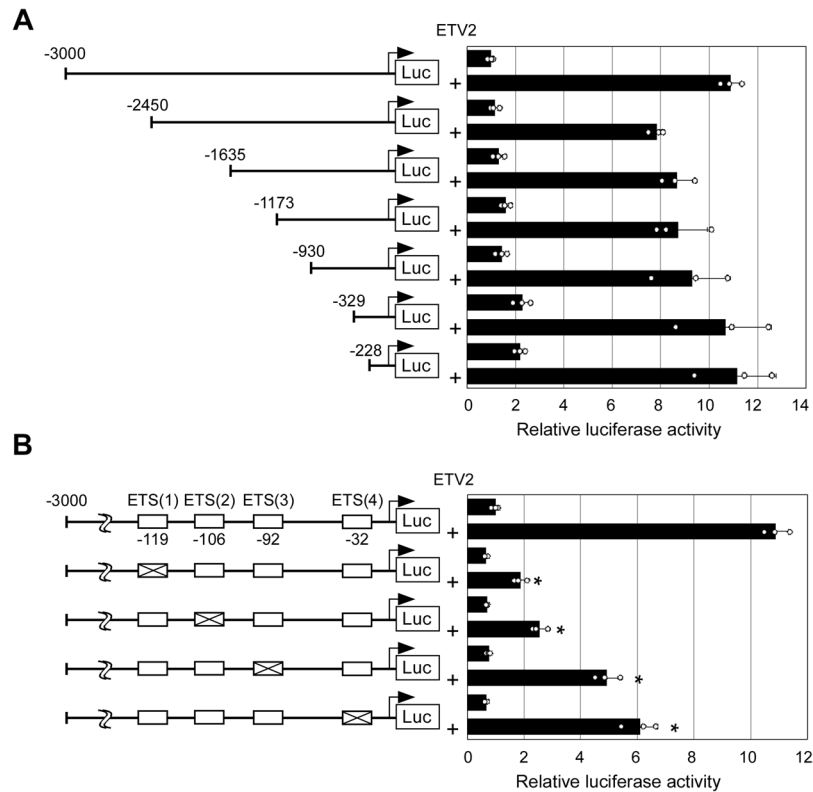 A
ETV2
-3000
Luc
+
-2450
Luc
+
-1635
Luc
+
-1173
Luc
+
-930
Luc
+
-329
Luc
+
-228
Luc
+
0 2 4 6 8 10 12 14
Relative luciferase activity
B
ETV2
-3000 ETS(1) ETS(2) ETS(3) ETS(4)
Luc
+
-119 -106 -92 -32
Luc
+ *
Luc
+ *
Luc
+ *
Luc
+ *
0 2 4 6 8 10 12
Relative luciferase activity